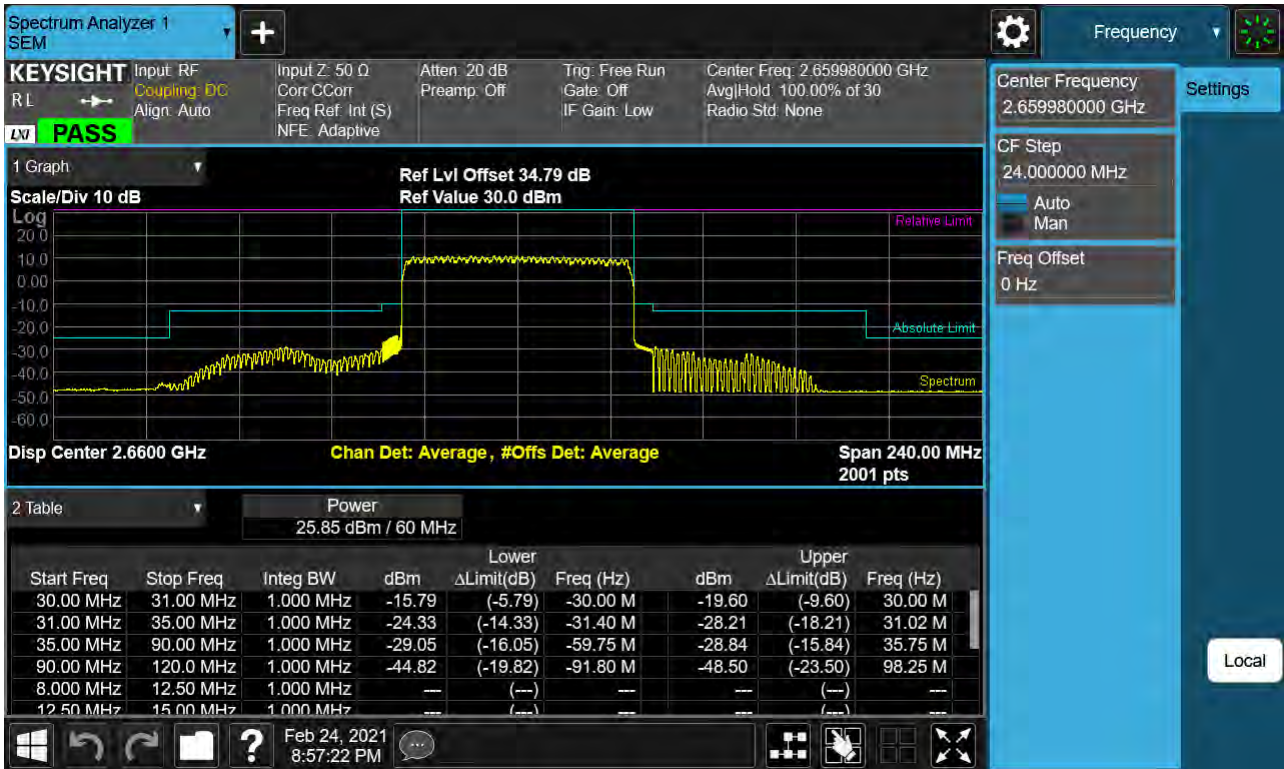 Spectrum Analyzer 1
SEM
Frequency
KEYSIGHT
R L
LXI
PASS
Input: RF
Coupling: DC
Align: Auto
Input Z: 50 Ω
Corr CCorr
Freq Ref: Int (S)
NFE: Adaptive
Atten: 20 dB
Preamp: Off
Trig: Free Run
Gate: Off
IF Gain: Low
Center Freq: 2.659980000 GHz
Avg|Hold: 100.00% of 30
Radio Std: None
Center Frequency
2.659980000 GHz
Settings
CF Step
24.000000 MHz
Auto
Man
Freq Offset
0 Hz
Local
1 Graph
Scale/Div 10 dB
Ref Lvl Offset 34.79 dB
Ref Value 30.0 dBm
Log
20.0
10.0
0.00
-10.0
-20.0
-30.0
-40.0
-50.0
-60.0
Relative Limit
Absolute Limit
Spectrum
Disp Center 2.6600 GHz
Chan Det: Average, #Offs Det: Average
Span 240.00 MHz
2001 pts
2 Table
Power
25.85 dBm / 60 MHz
Lower Upper
Start Freq Stop Freq Integ BW dBm ΔLimit(dB) Freq (Hz) dBm ΔLimit(dB) Freq (Hz)
30.00 MHz 31.00 MHz 1.000 MHz -15.79 (-5.79) -30.00 M -19.60 (-9.60) 30.00 M
31.00 MHz 35.00 MHz 1.000 MHz -24.33 (-14.33) -31.40 M -28.21 (-18.21) 31.02 M
35.00 MHz 90.00 MHz 1.000 MHz -29.05 (-16.05) -59.75 M -28.84 (-15.84) 35.75 M
90.00 MHz 120.0 MHz 1.000 MHz -44.82 (-19.82) -91.80 M -48.50 (-23.50) 98.25 M
8.000 MHz 12.50 MHz 1.000 MHz --- (---) --- --- (---) ---
12.50 MHz 15.00 MHz 1.000 MHz --- (---) --- --- (---) ---
?
Feb 24, 2021
8:57:22 PM